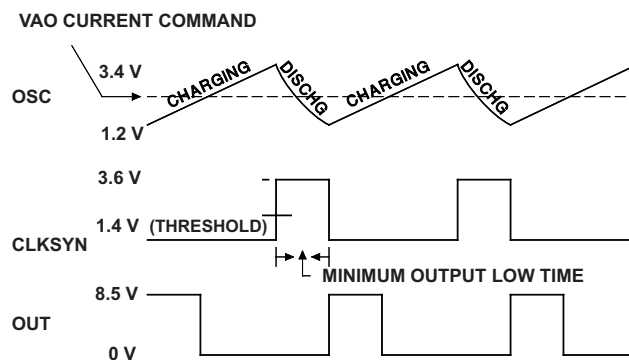 VAO CURRENT COMMAND
3.4 V
CHARGING
DISCHG
CHARGING
DISCHG
OSC
1.2 V
3.6 V
1.4 V
(THRESHOLD)
CLKSYN
MINIMUM OUTPUT LOW TIME
8.5 V
OUT
0 V